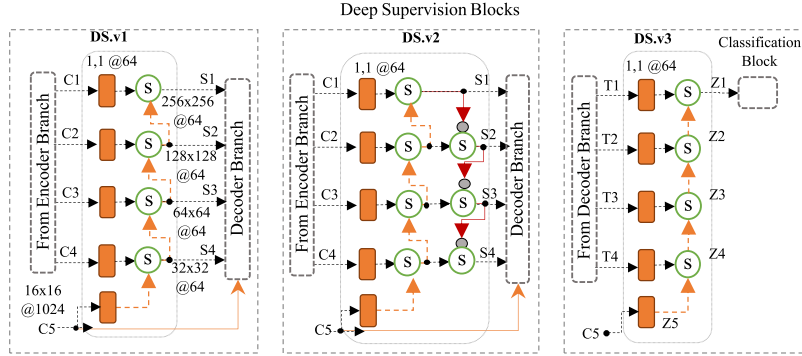 Deep Supervision Blocks
DS.v1
1,1 @64
From Encoder Branch
C1
C2
C3
C4
C5
16x16
@1024
S
S
S
S
256x256
@64
128x128
@64
64x64
@64
32x32
@64
S1
S2
S3
S4
Decoder Branch
DS.v2
1,1 @64
From Encoder Branch
C1
C2
C3
C4
C5
S
S
S
S
S
S
S
S1
S2
S3
S4
Decoder Branch
DS.v3
1,1 @64
From Decoder Branch
T1
T2
T3
T4
C5
S
S
S
S
Z1
Z2
Z3
Z4
Z5
Classification
Block